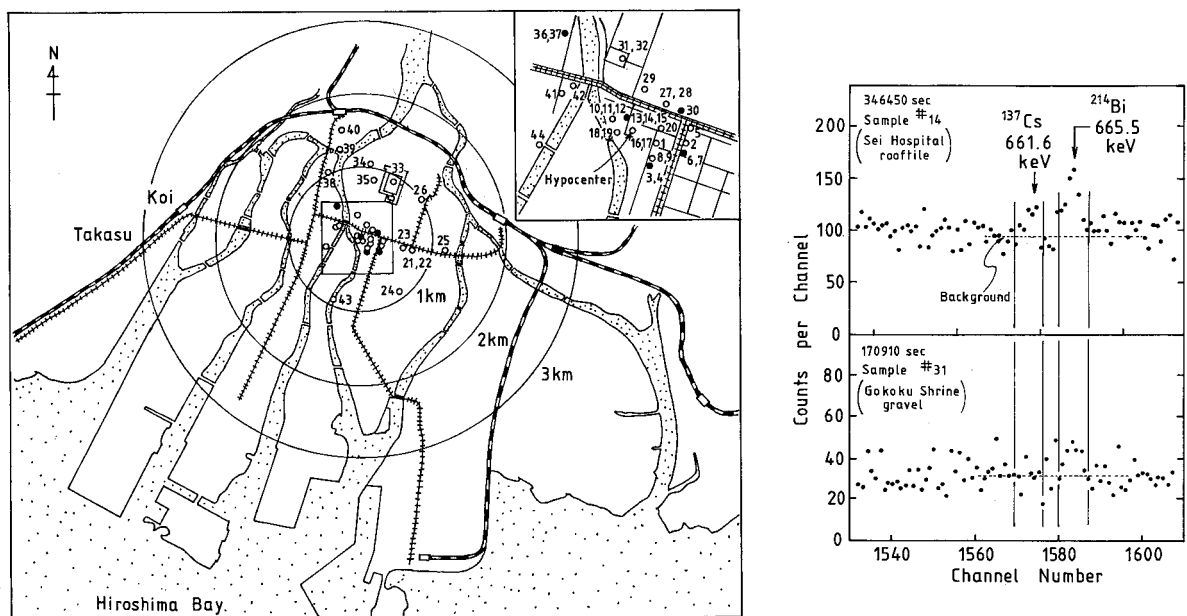 N
Koi
Takasu
40
39
38
34
35
33
26
23
21, 22
25
24
43
1km
2km
3km
Hiroshima Bay
36,37
31, 32
29
27, 28
30
41
42
44
10,11,12
13,14,15
20
5
18,19
16,17
1
2
8,9
6,7
3,4
Hypocenter
346450 sec
Sample #14
(Sei Hospital
rooftile)
137Cs
661.6
keV
214Bi
665.5
keV
Background
200
150
100
50
0
Counts per Channel
170910 sec
Sample #31
(Gokoku Shrine
gravel)
80
60
40
20
0
1540
1560
1580
1600
Channel Number